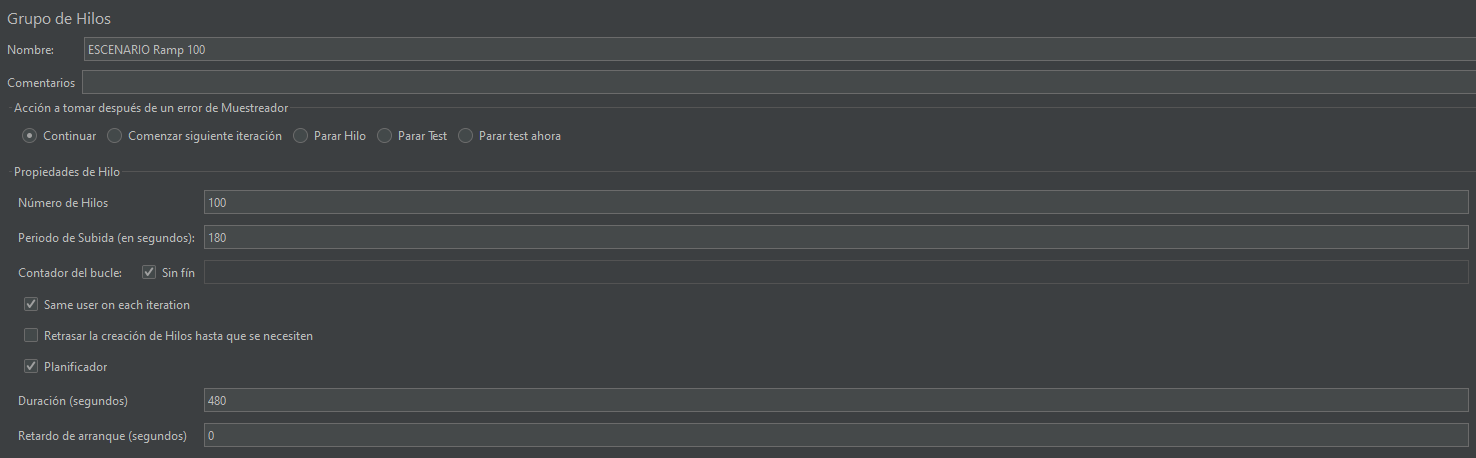 Grupo de Hilos
Nombre: ESCENARIO Ramp 100
Comentarios
Acción a tomar después de un error de Muestreador
Continuar Comenzar siguiente iteración Parar Hilo Parar Test Parar test ahora
Propiedades de Hilo
Número de Hilos 100
Periodo de Subida (en segundos): 180
Contador del bucle: Sin fín
Same user on each iteration
Retrasar la creación de Hilos hasta que se necesiten
Planificador
Duración (segundos) 480
Retardo de arranque (segundos) 0